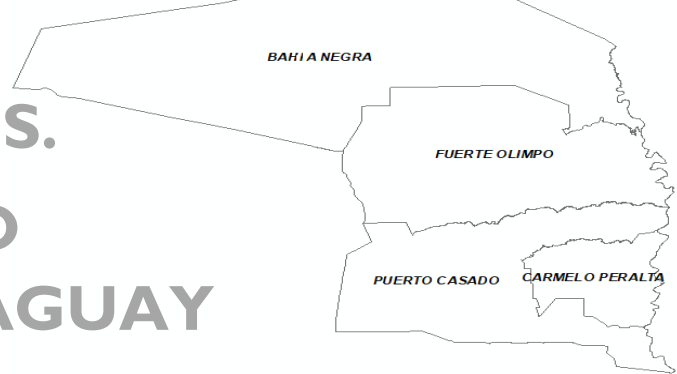 BAHIA NEGRA
S.
FUERTE OLIMPO
O
AGUAY
PUERTO CASADO
CARMELO PERALTA